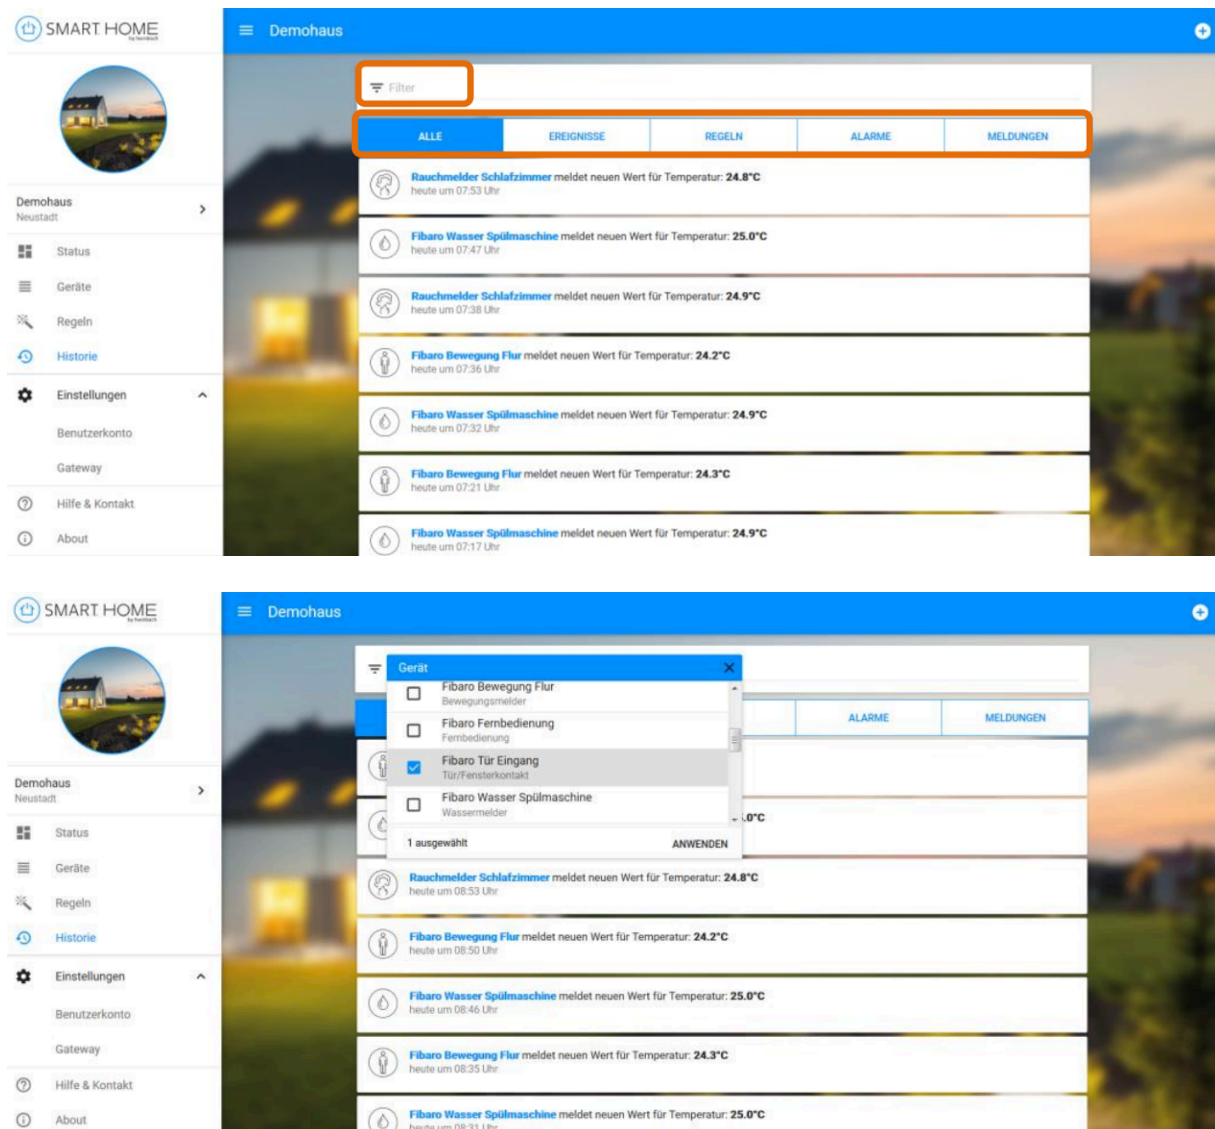 SMART HOME
by hornbach
Demohaus
Filter
ALLE EREIGNISSE REGELN ALARME MELDUNGEN
Rauchmelder Schlafzimmer meldet neuen Wert für Temperatur: 24.8°C
heute um 07:53 Uhr
Demohaus
Neustadt
Fibaro Wasser Spülmaschine meldet neuen Wert für Temperatur: 25.0°C
heute um 07:47 Uhr
Status
Geräte
Rauchmelder Schlafzimmer meldet neuen Wert für Temperatur: 24.9°C
heute um 07:38 Uhr
Regeln
Historie
Fibaro Bewegung Flur meldet neuen Wert für Temperatur: 24.2°C
heute um 07:36 Uhr
Einstellungen
Fibaro Wasser Spülmaschine meldet neuen Wert für Temperatur: 24.9°C
heute um 07:32 Uhr
Benutzerkonto
Gateway
Fibaro Bewegung Flur meldet neuen Wert für Temperatur: 24.3°C
heute um 07:21 Uhr
Hilfe & Kontakt
About
Fibaro Wasser Spülmaschine meldet neuen Wert für Temperatur: 24.9°C
heute um 07:17 Uhr
SMART HOME
by hornbach
Demohaus
Gerät
Fibaro Bewegung Flur
Bewegungsmelder
Fibaro Fernbedienung
Fernbedienung
ALARME MELDUNGEN
Fibaro Tür Eingang
Tür/Fensterkontakt
Fibaro Wasser Spülmaschine
Wassermelder
.0°C
1 ausgewählt ANWENDEN
Demohaus
Neustadt
Status
Geräte
Rauchmelder Schlafzimmer meldet neuen Wert für Temperatur: 24.8°C
heute um 08:53 Uhr
Regeln
Historie
Fibaro Bewegung Flur meldet neuen Wert für Temperatur: 24.2°C
heute um 08:50 Uhr
Einstellungen
Fibaro Wasser Spülmaschine meldet neuen Wert für Temperatur: 25.0°C
heute um 08:46 Uhr
Benutzerkonto
Gateway
Fibaro Bewegung Flur meldet neuen Wert für Temperatur: 24.3°C
heute um 08:35 Uhr
Hilfe & Kontakt
About
Fibaro Wasser Spülmaschine meldet neuen Wert für Temperatur: 25.0°C
heute um 08:31 Uhr